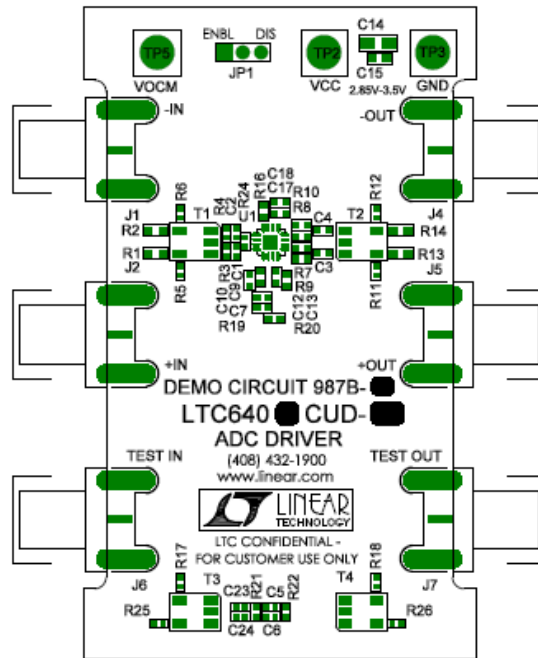 ENBL DIS
C14
TP5
TP2
TP3
JP1
C15
VOCM
VCC
GND
2.85V-3.5V
-IN
-OUT
R6
R4
C2
R24
R16
C18
C17
R10
R8
R12
J1
T1
U1
C4
T2
J4
R2
R14
R1
R13
J2
R5
R3
C1
C3
R7
R9
R11
J5
C10
C9
C7
C12
C13
R19
R20
+IN
+OUT
DEMO CIRCUIT 987B-
LTC640 CUD-
ADC DRIVER
TEST IN
TEST OUT
(408) 432-1900
www.linear.com
LT LINEAR
TECHNOLOGY
LTC CONFIDENTIAL -
FOR CUSTOMER USE ONLY
R17
R18
J6
T3
T4
J7
C23
R21
C5
R22
R25
C24
C6
R26